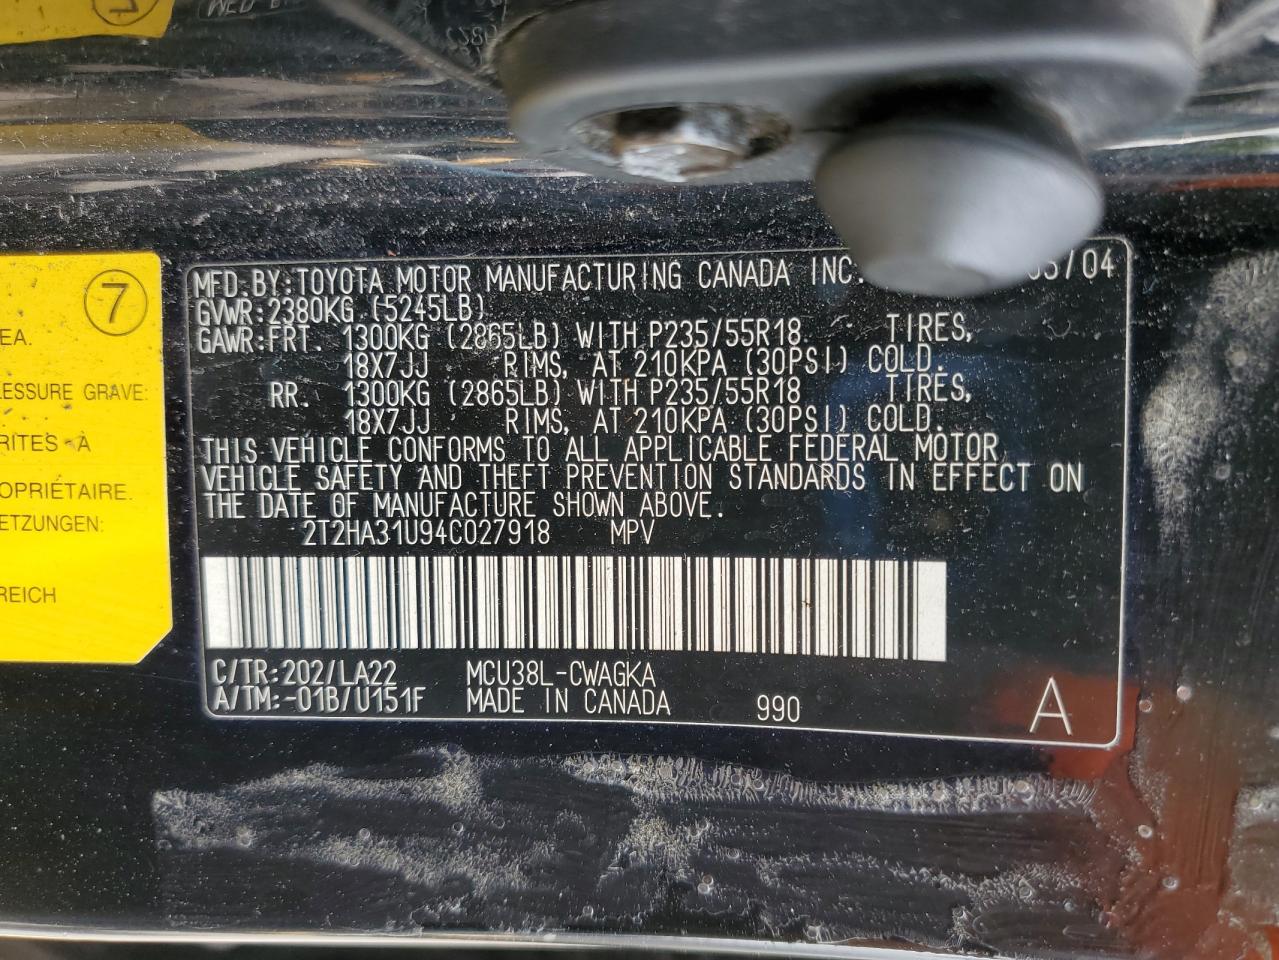 7
EA.
LESSURE GRAVE:
RITES A
OPRIÉTAIRE.
ETZUNGEN:
REICH
MFD.BY:TOYOTA MOTOR MANUFACTURING CANADA INC. /04
GVWR:2380KG (5245LB)
GAWR:FRT. 1300KG (2865LB) WITH P235/55R18 TIRES,
18X7JJ RIMS, AT 210KPA (30PSI) COLD.
RR. 1300KG (2865LB) WITH P235/55R18 TIRES,
18X7JJ RIMS, AT 210KPA (30PSI) COLD.
THIS VEHICLE CONFORMS TO ALL APPLICABLE FEDERAL MOTOR
VEHICLE SAFETY AND THEFT PREVENTION STANDARDS IN EFFECT ON
THE DATE OF MANUFACTURE SHOWN ABOVE.
2T2HA31U94C027918 MPV
C/TR:202/LA22 MCU38L-CWAGKA
A/TM:-01B/U151F MADE IN CANADA 990 A